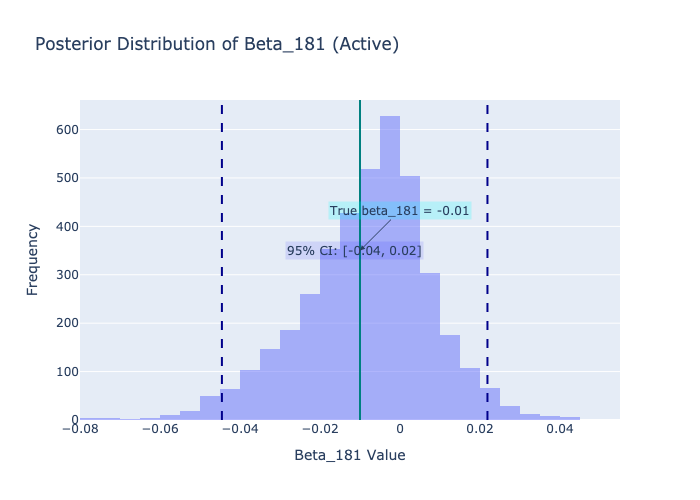 Posterior Distribution of Beta_181 (Active)
600
500
400
300
200
100
0
Frequency
True beta_181 = -0.01
95% CI: [-0.04, 0.02]
−0.08
−0.06
−0.04
−0.02
0
0.02
0.04
Beta_181 Value